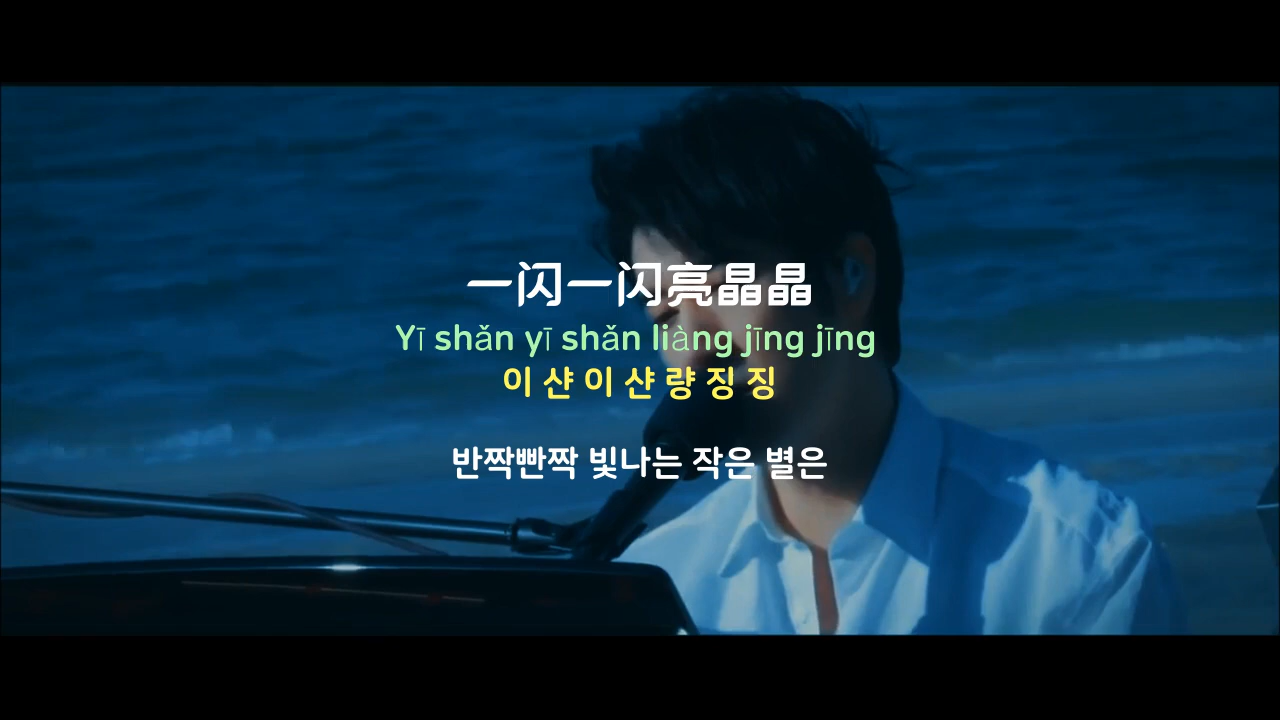 一闪一闪亮晶晶
Yī shǎn yī shǎn liàng jīng jīng
이 샨 이 샨 량 징 징
반짝빤짝 빛나는 작은 별은